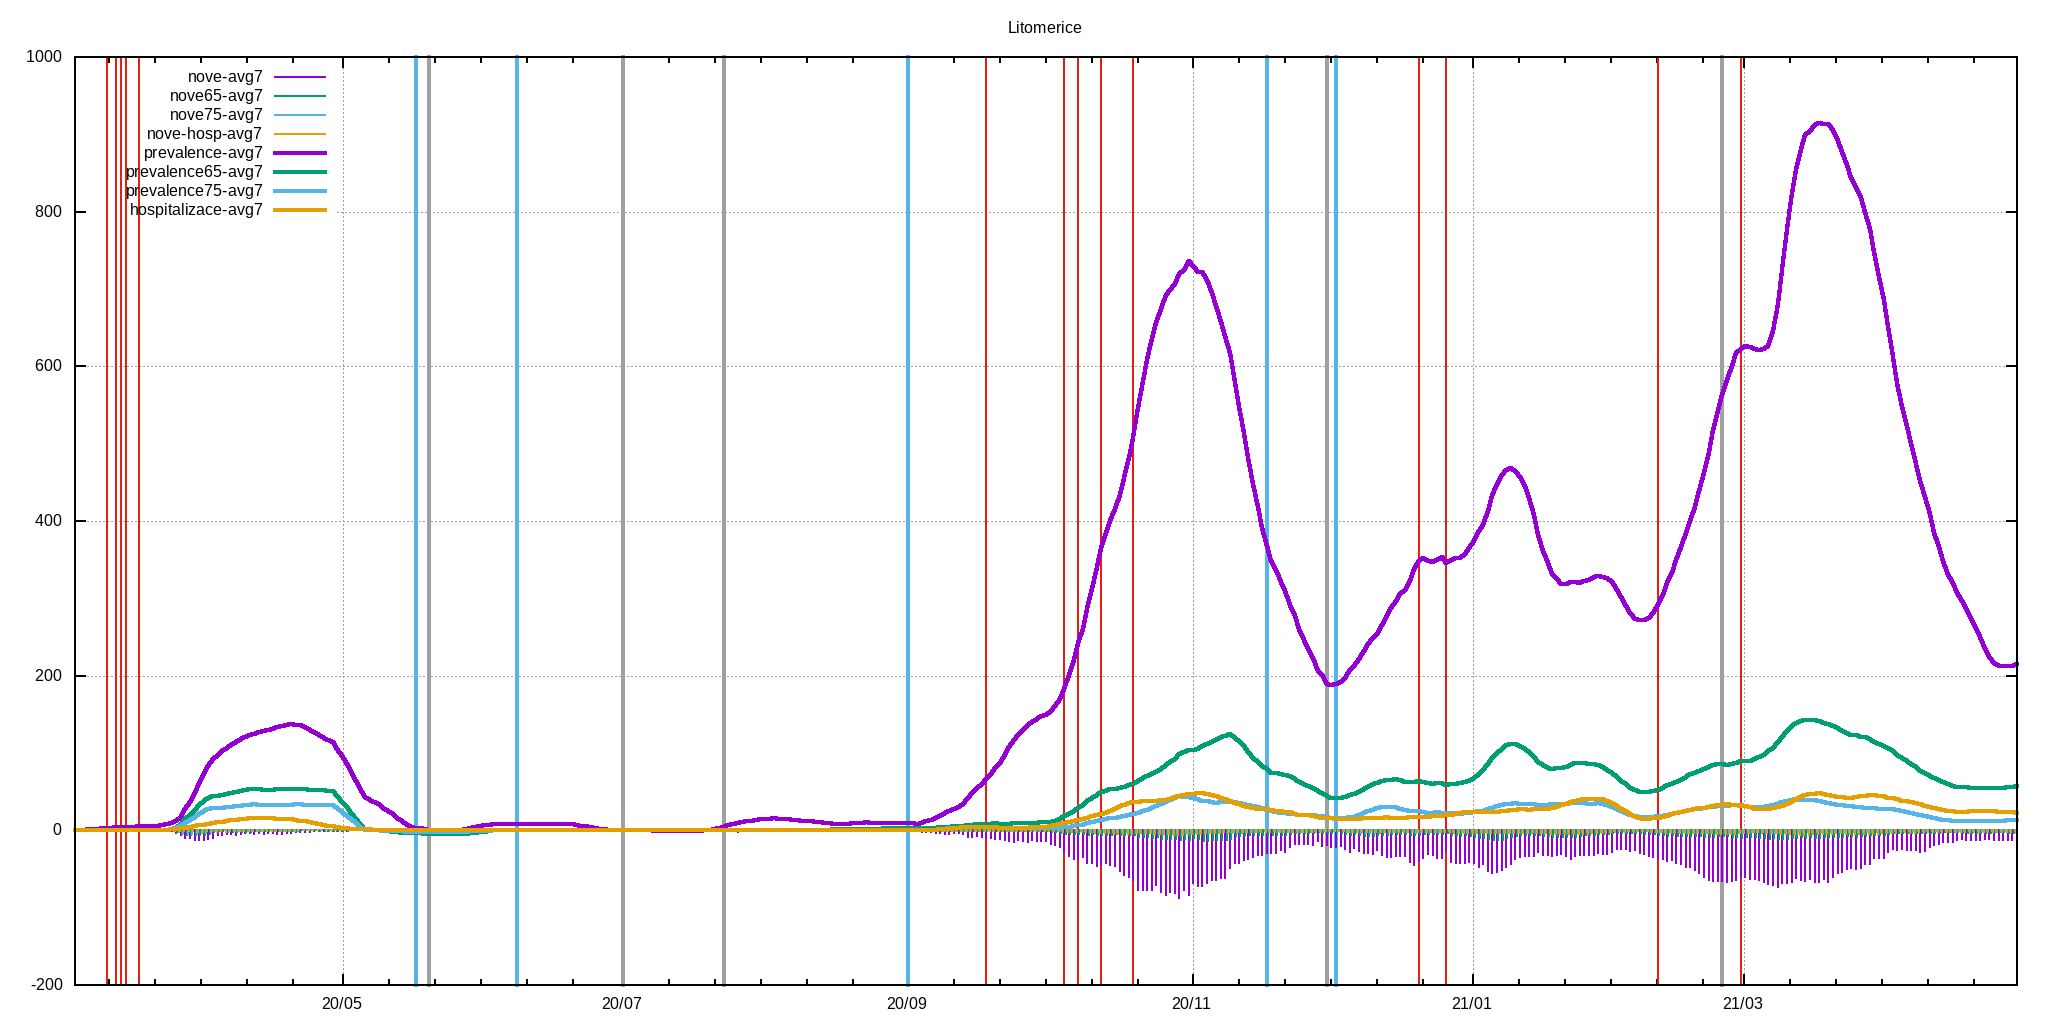 Litomerice
1000
nove-avg7
nove65-avg7
nove75-avg7
nove-hosp-avg7
prevalence-avg7
prevalence65-avg7
prevalence75-avg7
hospitalizace-avg7
800
600
400
200
0
-200
20/05 20/07 20/09 20/11 21/01 21/03